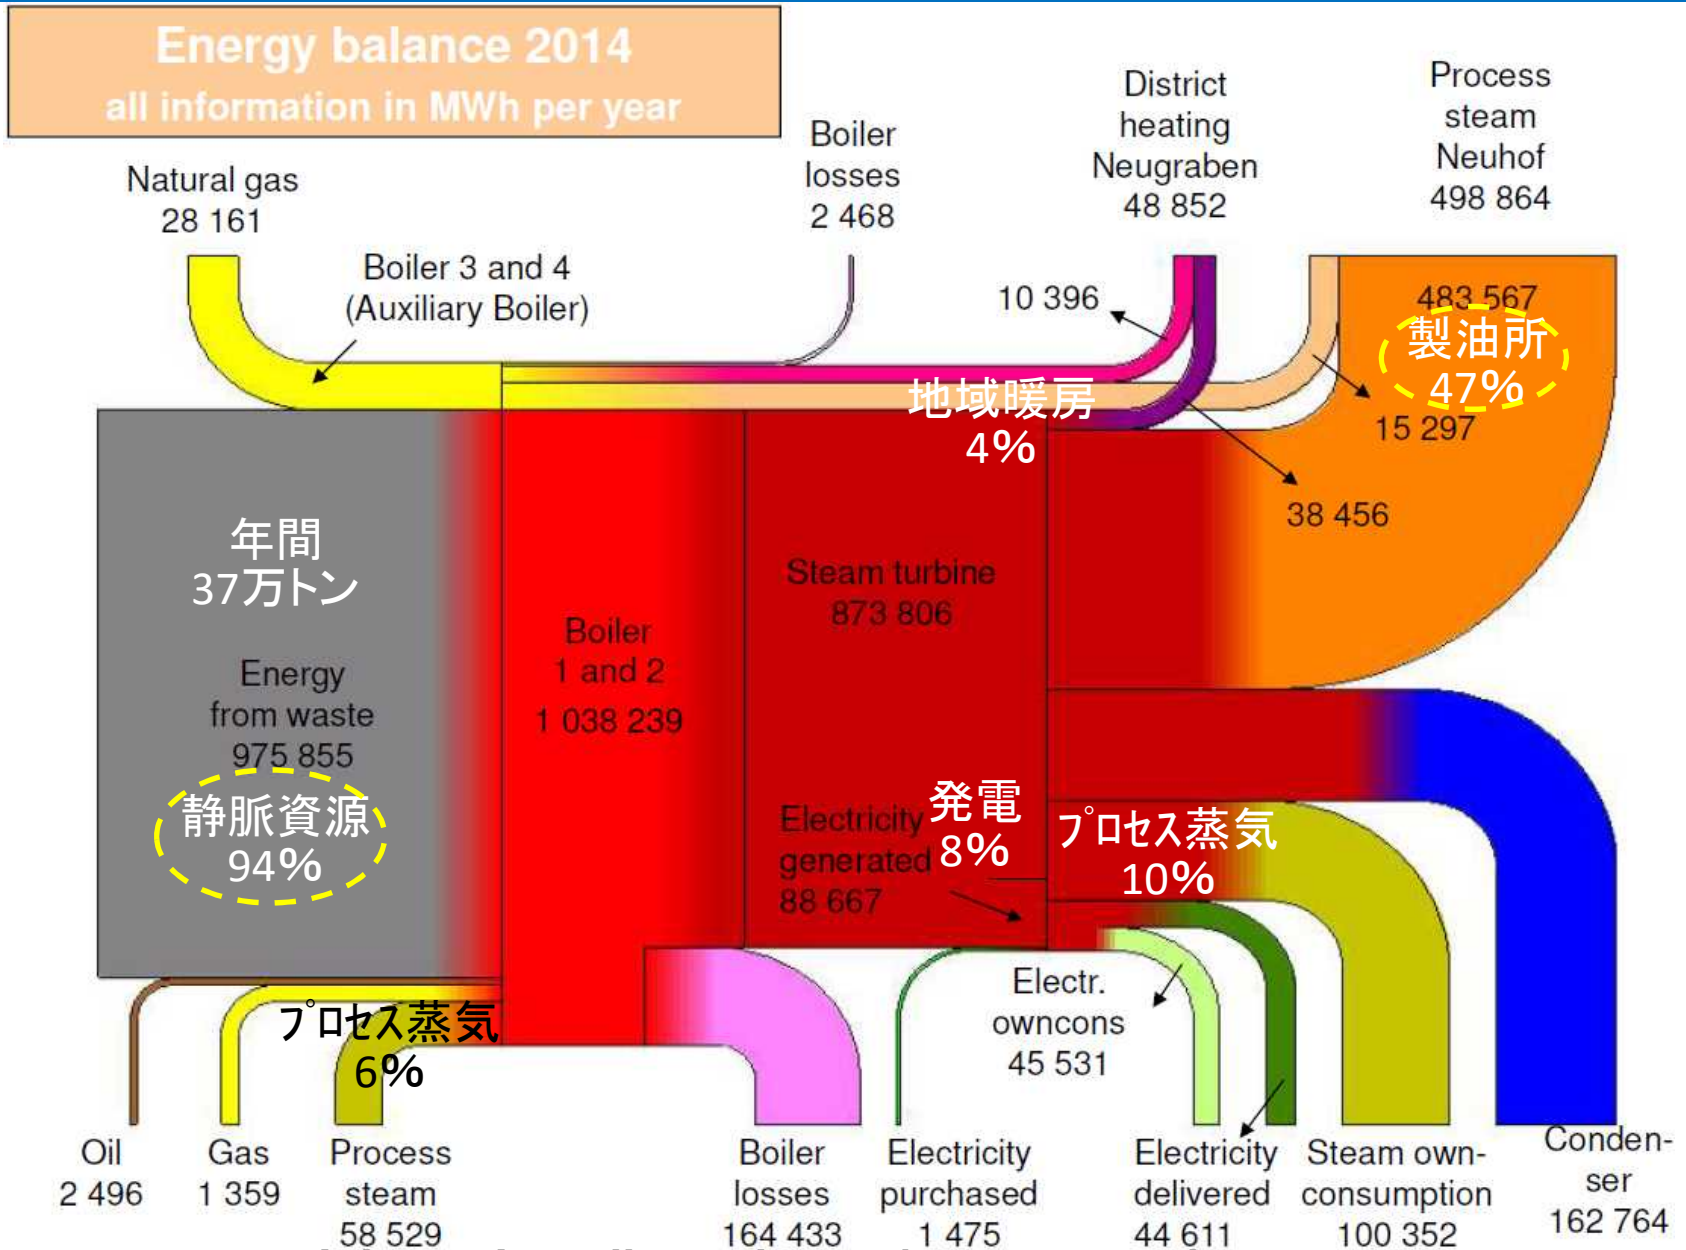 Energy balance 2014
all information in MWh per year
Natural gas
28 161
Boiler 3 and 4
(Auxiliary Boiler)
Boiler
losses
2 468
District
heating
Neugraben
48 852
Process
steam
Neuhof
498 864
10 396
483 567
製油所
47%
15 297
38 456
地域暖房
4%
年間
37万トン
Energy
from waste
975 855
静脈資源
94%
Boiler
1 and 2
1 038 239
Steam turbine
873 806
Electricity
generated
88 667
発電
8%
プロセス蒸気
10%
プロセス蒸気
6%
Electr.
owncons
45 531
Oil
2 496
Gas
1 359
Process
steam
58 529
Boiler
losses
164 433
Electricity
purchased
1 475
Electricity
delivered
44 611
Steam own-
consumption
100 352
Conden-
ser
162 764